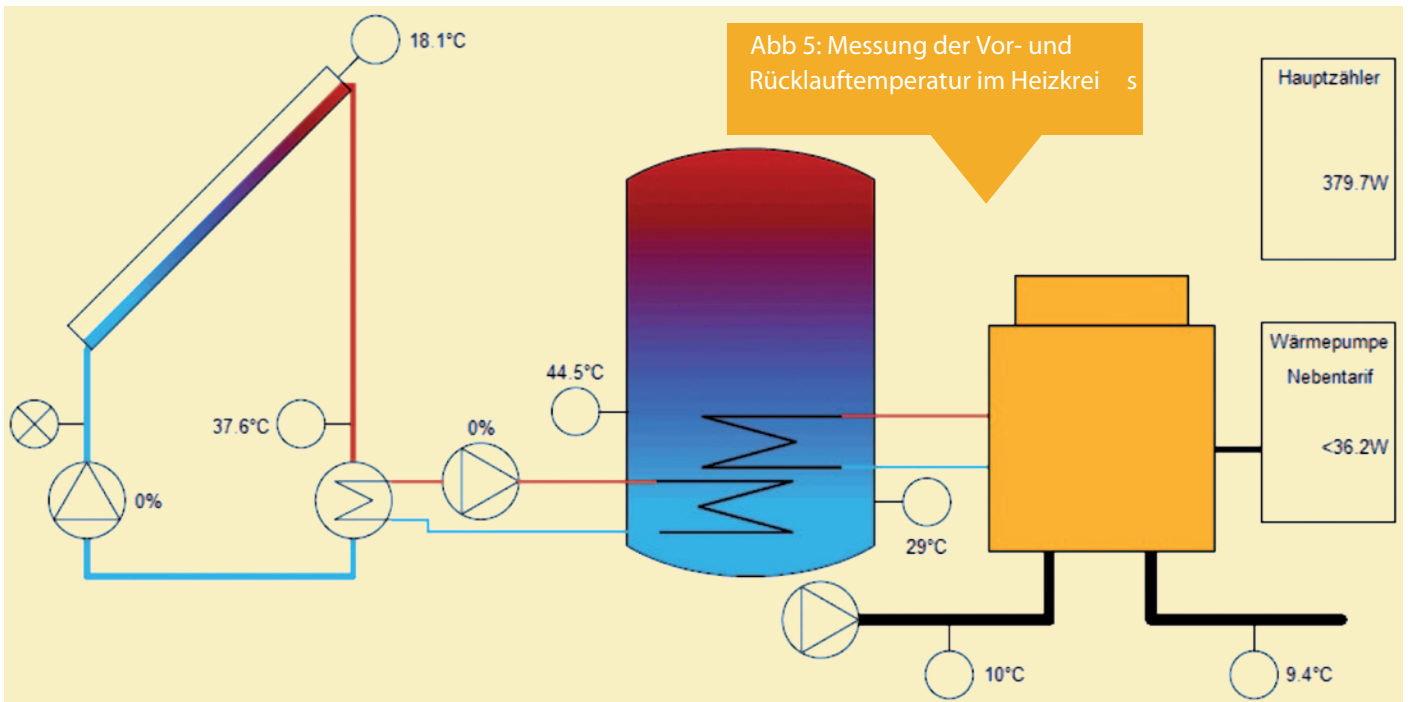 18.1°C
Abb 5: Messung der Vor- und
Rücklauftemperatur im Heizkrei s
Hauptzähler
379.7W
Wärmepumpe
Nebentarif
<36.2W
44.5°C
37.6°C
0%
0%
29°C
10°C
9.4°C